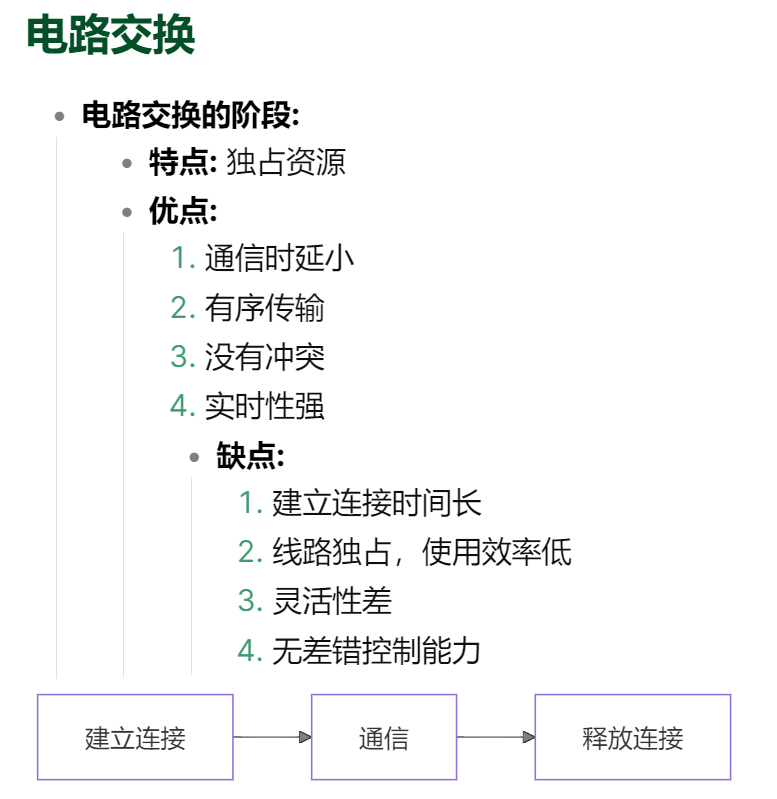 电路交换
电路交换的阶段:
特点: 独占资源
优点:
1. 通信时延小
2. 有序传输
3. 没有冲突
4. 实时性强
缺点:
1. 建立连接时间长
2. 线路独占，使用效率低
3. 灵活性差
4. 无差错控制能力
建立连接
通信
释放连接